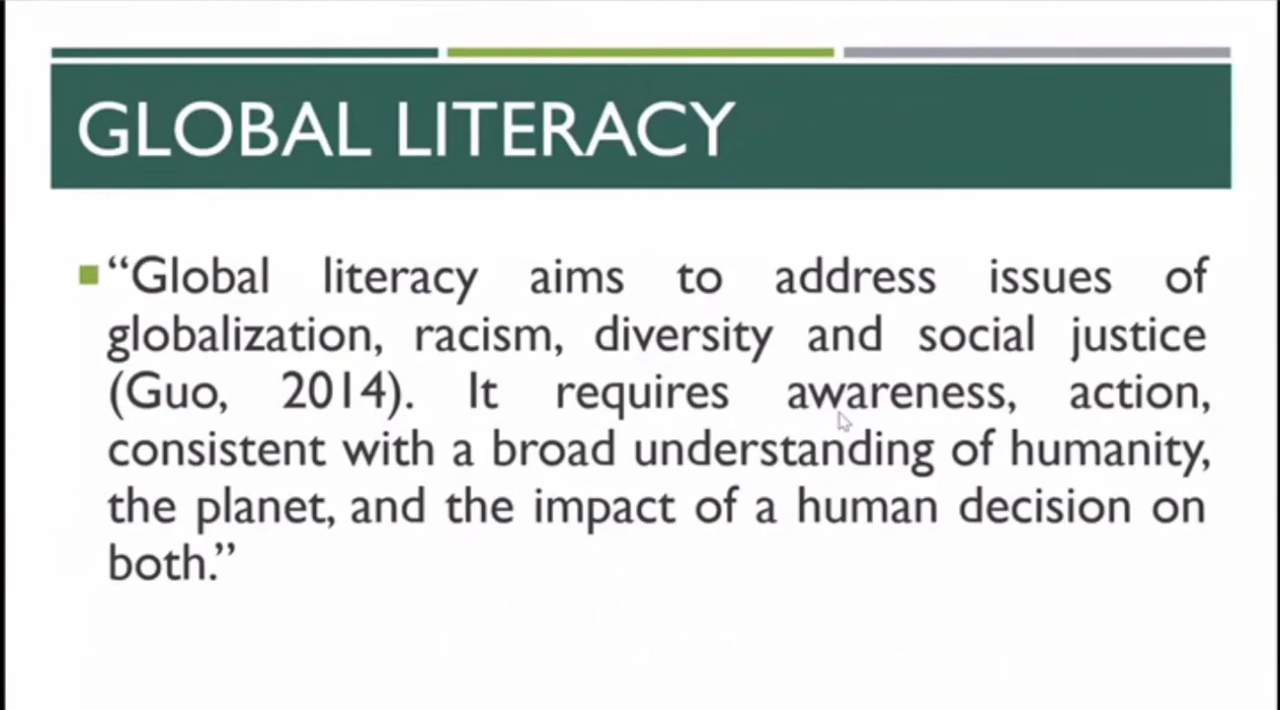 GLOBAL LITERACY
“Global literacy aims to address issues of
globalization, racism, diversity and social justice
(Guo, 2014). It requires awareness, action,
consistent with a broad understanding of humanity,
the planet, and the impact of a human decision on
both.”